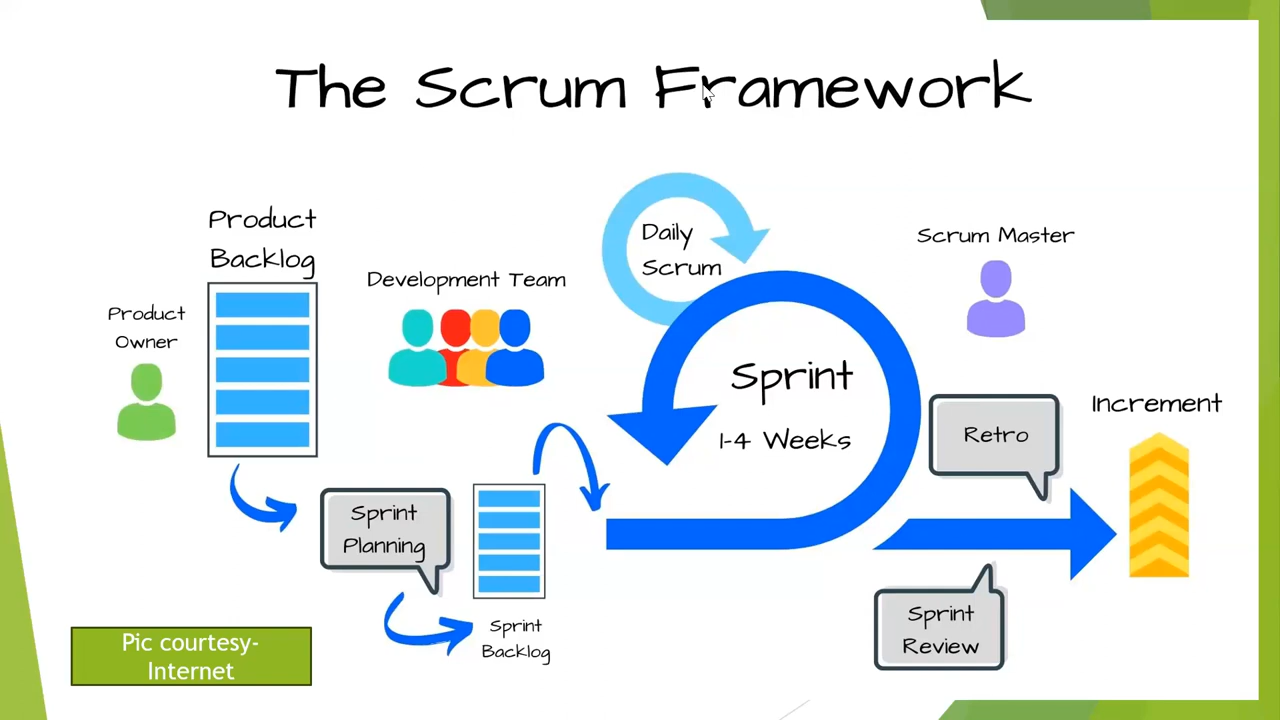 The Scrum Framework
Product
Backlog
Product
Owner
Development Team
Daily
Scrum
Scrum Master
Sprint
1-4 Weeks
Retro
Increment
Sprint
Planning
Sprint
Backlog
Sprint
Review
Pic courtesy-
Internet